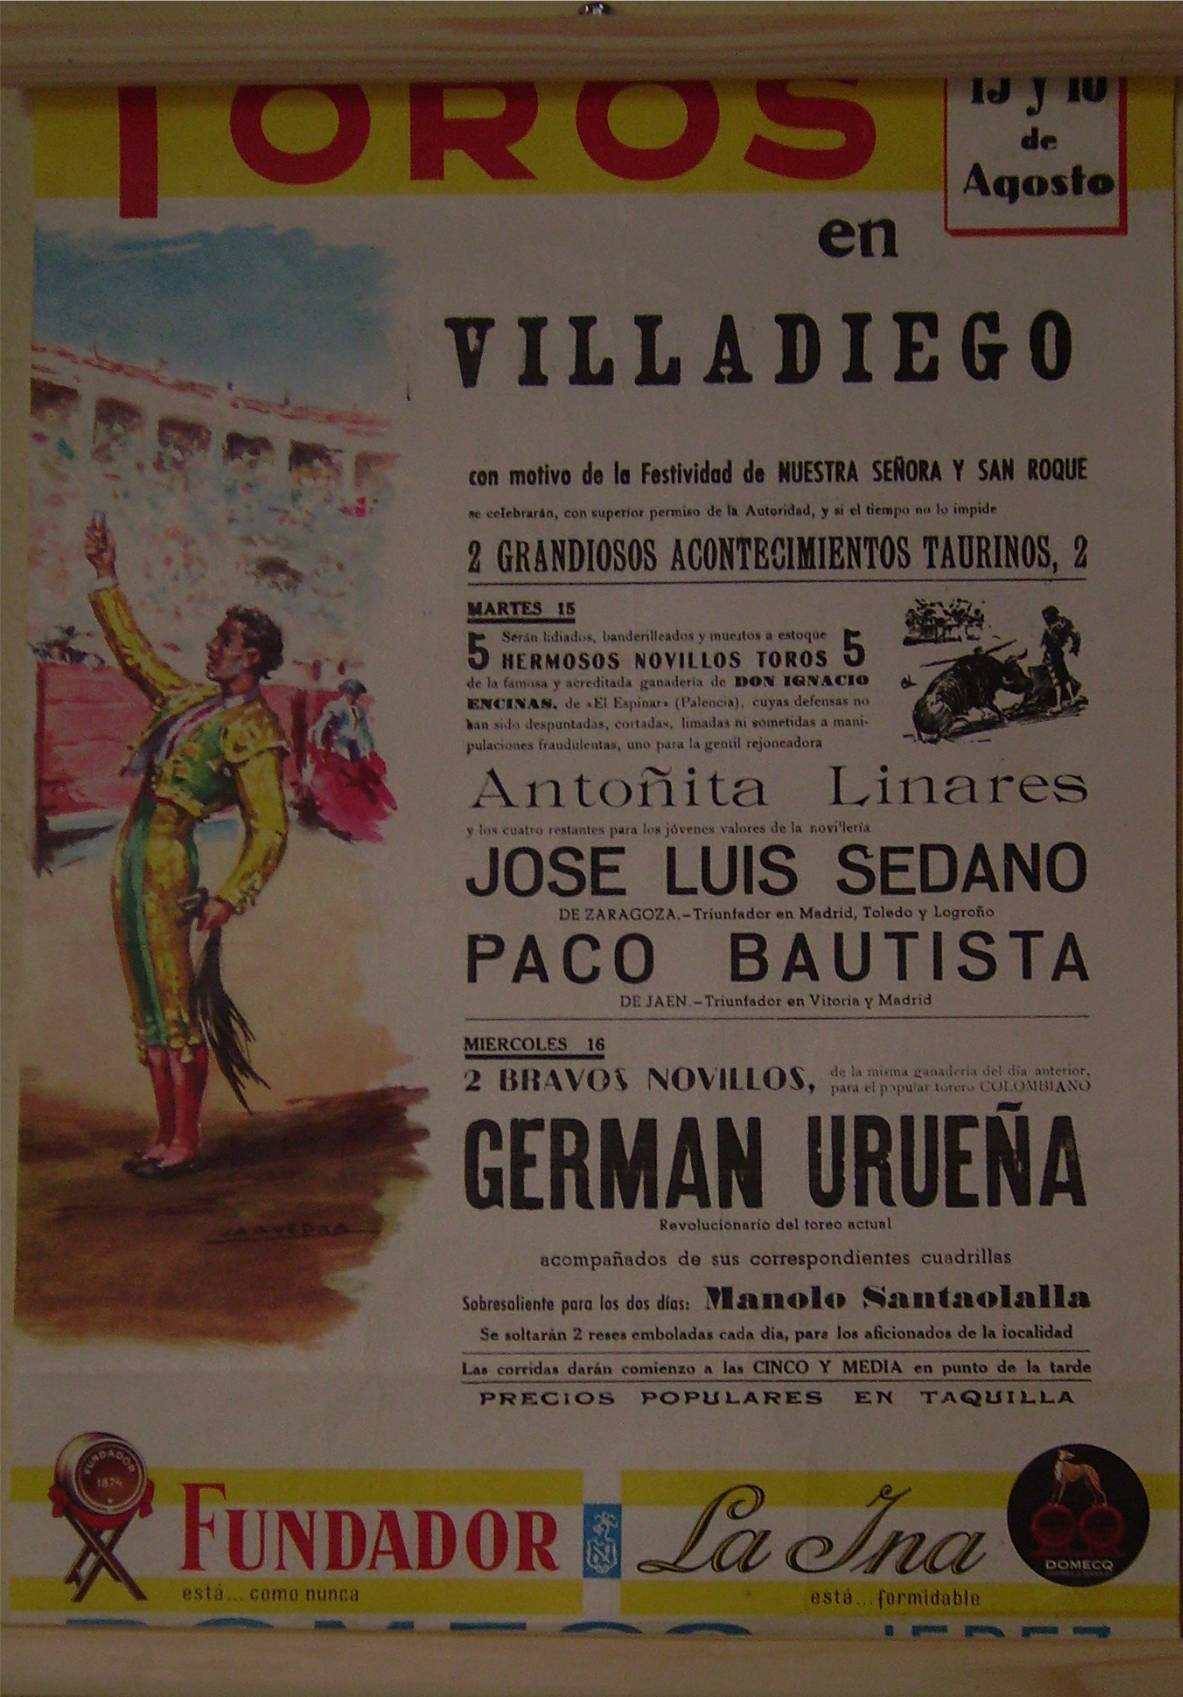 TOROS
15 y 16
de
Agosto
en
VILLADIEGO
con motivo de la Festividad de NUESTRA SEÑORA Y SAN ROQUE
se celebrarán, con superior permiso de la Autoridad, y si el tiempo no lo impide
2 GRANDIOSOS ACONTECIMIENTOS TAURINOS, 2
MARTES 15
5 Serán lidiados, banderilleados y muertos a estoque 5
HERMOSOS NOVILLOS TOROS
de la famosa y acreditada ganadería de DON IGNACIO
ENCINAS, de «El Espinar» (Palencia), cuyas defensas no
han sido despuntadas, cortadas, limadas ni sometidas a mani-
pulaciones fraudulentas, uno para la gentil rejoneadora
Antoñita Linares
y los cuatro restantes para los jóvenes valores de la novillería
JOSE LUIS SEDANO
DE ZARAGOZA.-Triunfador en Madrid, Toledo y Logroño
PACO BAUTISTA
DE JAEN.-Triunfador en Vitoria y Madrid
MIERCOLES 16
2 BRAVOS NOVILLOS, de la misma ganadería del día anterior,
para el popular torero COLOMBIANO
GERMAN URUEÑA
Revolucionario del toreo actual
acompañados de sus correspondientes cuadrillas
Sobresaliente para los dos días: Manolo Santaolalla
Se soltarán 2 reses emboladas cada día, para los aficionados de la localidad
Las corridas darán comienzo a las CINCO Y MEDIA en punto de la tarde
PRECIOS POPULARES EN TAQUILLA
SAAVEDRA
FUNDADOR
1874
FUNDADOR
está...como nunca
La Ina
está...formidable
DOMECQ
DOMECQ JEREZ